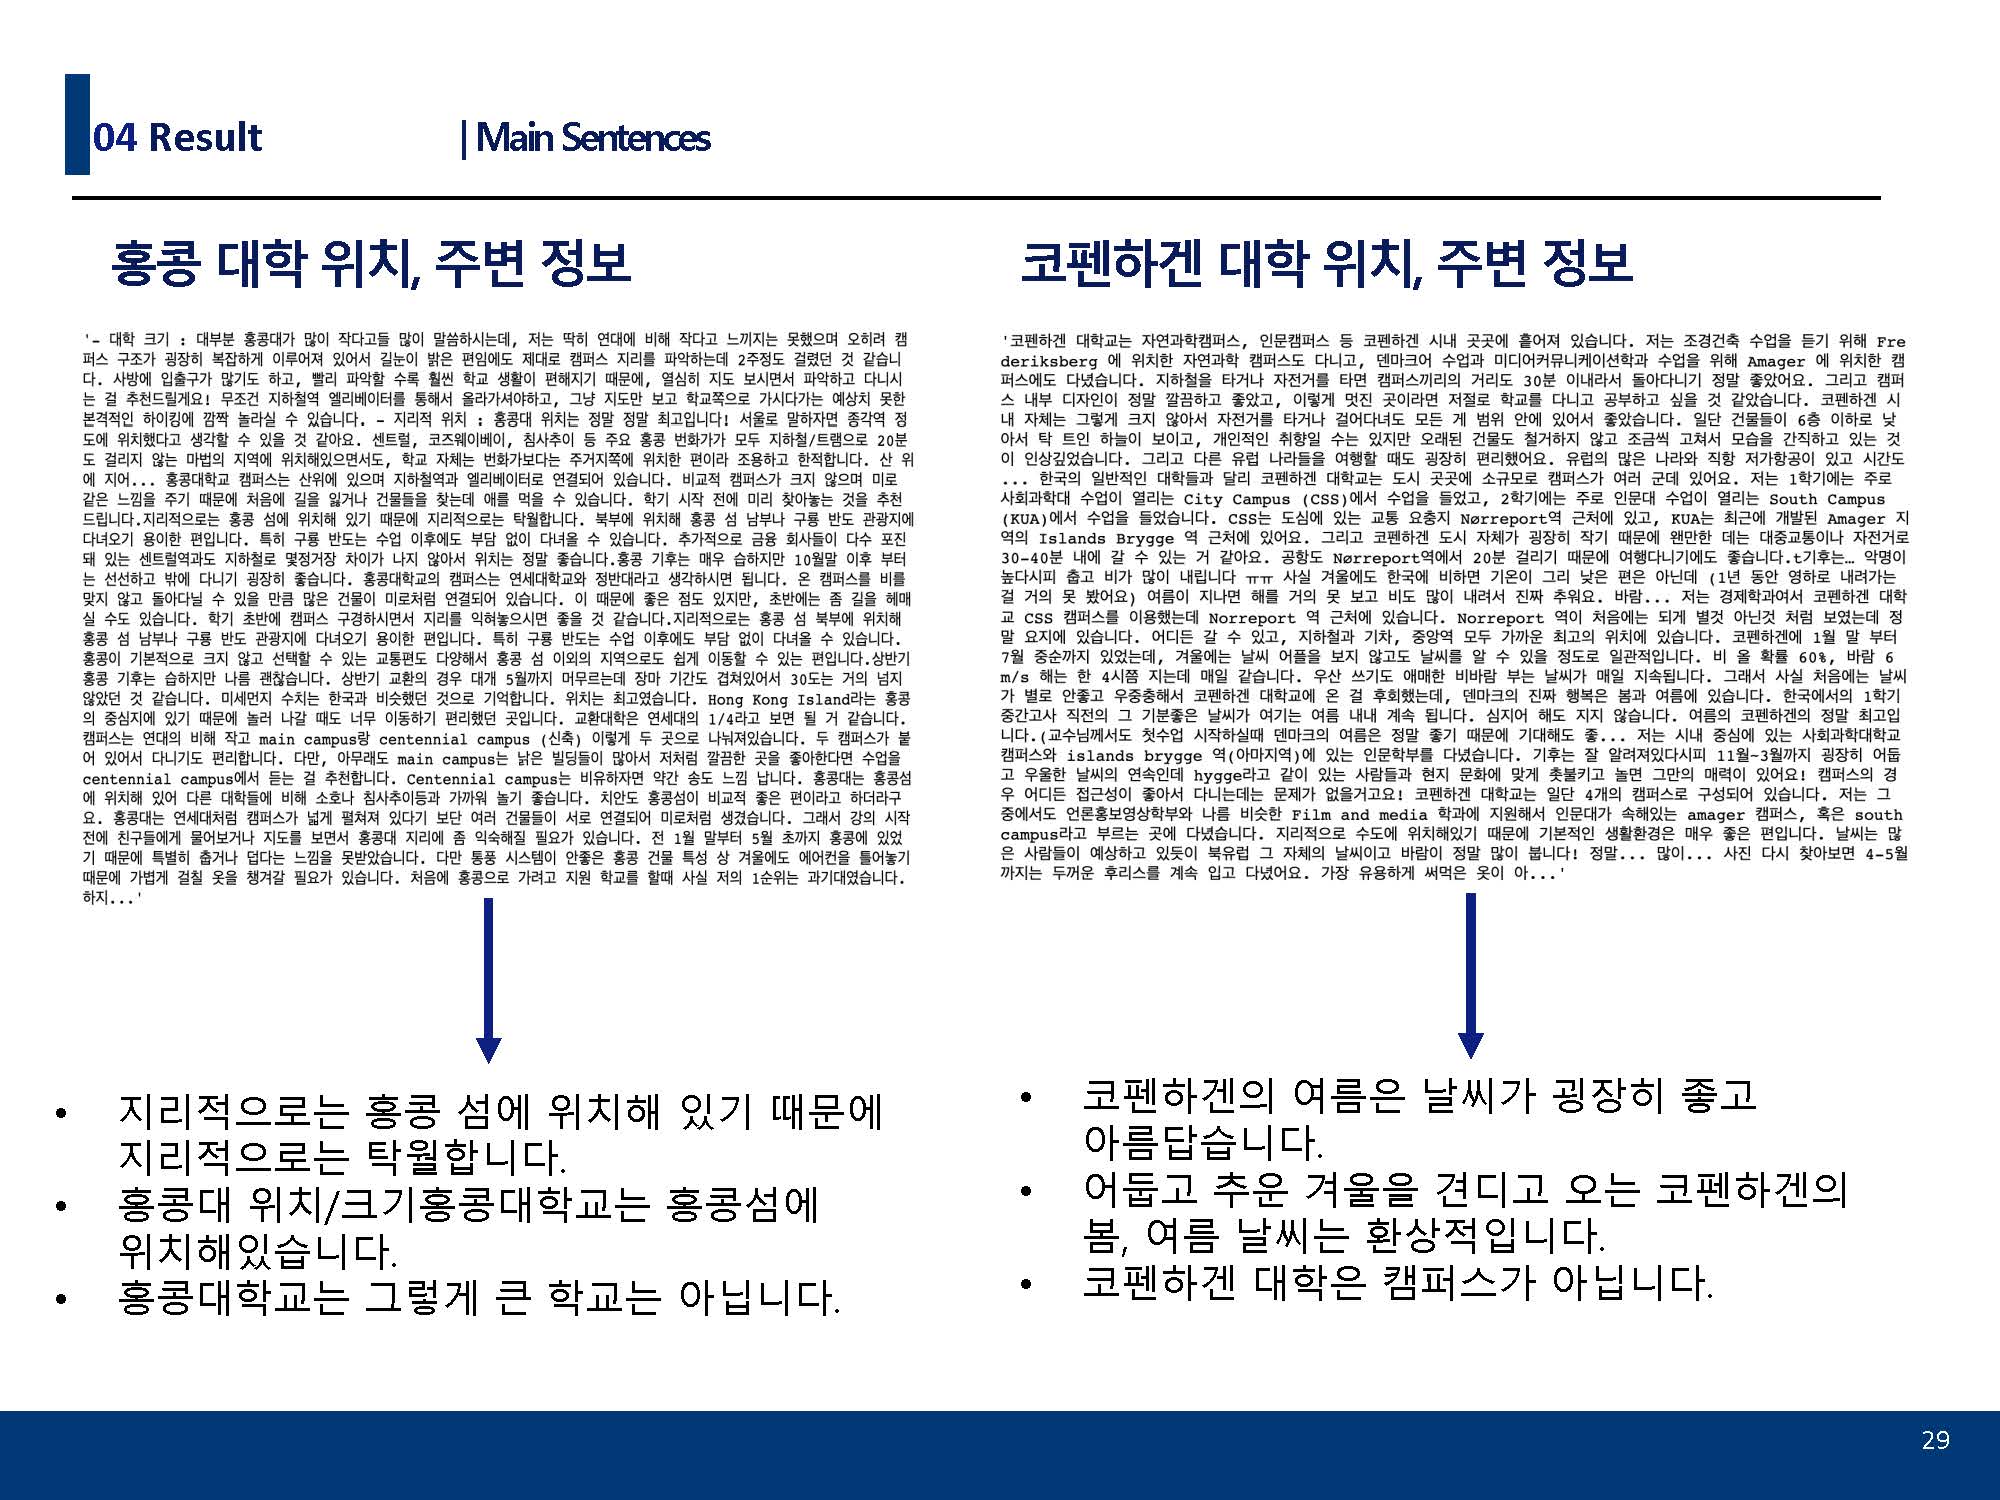 04 Result | Main Sentences
홍콩 대학 위치, 주변 정보
'- 대학 크기 : 대부분 홍콩대가 많이 작다고들 많이 말씀하시는데, 저는 딱히 연대에 비해 작다고 느끼지는 못했으며 오히려 캠
퍼스 구조가 굉장히 복잡하게 이루어져 있어서 길눈이 밝은 편임에도 제대로 캠퍼스 지리를 파악하는데 2주정도 걸렸던 것 같습니
다. 사방에 입출구가 많기도 하고, 빨리 파악할 수록 훨씬 학교 생활이 편해지기 때문에, 열심히 지도 보시면서 파악하고 다니시
는 걸 추천드릴게요! 무조건 지하철역 엘리베이터를 통해서 올라가셔야하고, 그냥 지도만 보고 학교쪽으로 가시다가는 예상치 못한
본격적인 하이킹에 깜짝 놀라실 수 있습니다. - 지리적 위치 : 홍콩대 위치는 정말 정말 최고입니다! 서울로 말하자면 종각역 정
도에 위치했다고 생각할 수 있을 것 같아요. 센트럴, 코즈웨이베이, 침사추이 등 주요 홍콩 번화가가 모두 지하철/트램으로 20분
도 걸리지 않는 마법의 지역에 위치해있으면서도, 학교 자체는 번화가보다는 주거지쪽에 위치한 편이라 조용하고 한적합니다. 산 위
에 지어... 홍콩대학교 캠퍼스는 산위에 있으며 지하철역과 엘리베이터로 연결되어 있습니다. 비교적 캠퍼스가 크지 않으며 미로
같은 느낌을 주기 때문에 처음에 길을 잃거나 건물들을 찾는데 애를 먹을 수 있습니다. 학기 시작 전에 미리 찾아놓는 것을 추천
드립니다.지리적으로는 홍콩 섬에 위치해 있기 때문에 지리적으로는 탁월합니다. 북부에 위치해 홍콩 섬 남부나 구룡 반도 관광지에
다녀오기 용이한 편입니다. 특히 구룡 반도는 수업 이후에도 부담 없이 다녀올 수 있습니다. 추가적으로 금융 회사들이 다수 포진
돼 있는 센트럴역과도 지하철로 몇정거장 차이가 나지 않아서 위치는 정말 좋습니다.홍콩 기후는 매우 습하지만 10월말 이후 부터
는 선선하고 밖에 다니기 굉장히 좋습니다. 홍콩대학교의 캠퍼스는 연세대학교와 정반대라고 생각하시면 됩니다. 온 캠퍼스를 비를
맞지 않고 돌아다닐 수 있을 만큼 많은 건물이 미로처럼 연결되어 있습니다. 이 때문에 좋은 점도 있지만, 초반에는 좀 길을 헤매
실 수도 있습니다. 학기 초반에 캠퍼스 구경하시면서 지리를 익혀놓으시면 좋을 것 같습니다.지리적으로는 홍콩 섬 북부에 위치해
홍콩 섬 남부나 구룡 반도 관광지에 다녀오기 용이한 편입니다. 특히 구룡 반도는 수업 이후에도 부담 없이 다녀올 수 있습니다.
홍콩이 기본적으로 크지 않고 선택할 수 있는 교통편도 다양해서 홍콩 섬 이외의 지역으로도 쉽게 이동할 수 있는 편입니다.상반기
홍콩 기후는 습하지만 나름 괜찮습니다. 상반기 교환의 경우 대개 5월까지 머무르는데 장마 기간도 겹쳐있어서 30도는 거의 넘지
않았던 것 같습니다. 미세먼지 수치는 한국과 비슷했던 것으로 기억합니다. 위치는 최고였습니다. Hong Kong Island라는 홍콩
의 중심지에 있기 때문에 놀러 나갈 때도 너무 이동하기 편리했던 곳입니다. 교환대학은 연세대의 1/4라고 보면 될 거 같습니다.
캠퍼스는 연대의 비해 작고 main campus랑 centennial campus (신축) 이렇게 두 곳으로 나눠져있습니다. 두 캠퍼스가 붙
어 있어서 다니기도 편리합니다. 다만, 아무래도 main campus는 낡은 빌딩들이 많아서 저처럼 깔끔한 곳을 좋아한다면 수업을
centennial campus에서 듣는 걸 추천합니다. Centennial campus는 비유하자면 약간 송도 느낌 납니다. 홍콩대는 홍콩섬
에 위치해 있어 다른 대학들에 비해 소호나 침사추이등과 가까워 놀기 좋습니다. 치안도 홍콩섬이 비교적 좋은 편이라고 하더라구
요. 홍콩대는 연세대처럼 캠퍼스가 넓게 펼쳐져 있다기 보단 여러 건물들이 서로 연결되어 미로처럼 생겼습니다. 그래서 강의 시작
전에 친구들에게 물어보거나 지도를 보면서 홍콩대 지리에 좀 익숙해질 필요가 있습니다. 전 1월 말부터 5월 초까지 홍콩에 있었
기 때문에 특별히 춥거나 덥다는 느낌을 못받았습니다. 다만 통풍 시스템이 안좋은 홍콩 건물 특성 상 겨울에도 에어컨을 틀어놓기
때문에 가볍게 걸칠 옷을 챙겨갈 필요가 있습니다. 처음에 홍콩으로 가려고 지원 학교를 할때 사실 저의 1순위는 과기대였습니다.
하지...'
지리적으로는 홍콩 섬에 위치해 있기 때문에
지리적으로는 탁월합니다.
홍콩대 위치/크기홍콩대학교는 홍콩섬에
위치해있습니다.
홍콩대학교는 그렇게 큰 학교는 아닙니다.
코펜하겐 대학 위치, 주변 정보
'코펜하겐 대학교는 자연과학캠퍼스, 인문캠퍼스 등 코펜하겐 시내 곳곳에 흩어져 있습니다. 저는 조경건축 수업을 듣기 위해 Fre
deriksberg 에 위치한 자연과학 캠퍼스도 다니고, 덴마크어 수업과 미디어커뮤니케이션학과 수업을 위해 Amager 에 위치한 캠
퍼스에도 다녔습니다. 지하철을 타거나 자전거를 타면 캠퍼스끼리의 거리도 30분 이내라서 돌아다니기 정말 좋았어요. 그리고 캠퍼
스 내부 디자인이 정말 깔끔하고 좋았고, 이렇게 멋진 곳이라면 저절로 학교를 다니고 공부하고 싶을 것 같았습니다. 코펜하겐 시
내 자체는 그렇게 크지 않아서 자전거를 타거나 걸어다녀도 모든 게 범위 안에 있어서 좋았습니다. 일단 건물들이 6층 이하로 낮
아서 탁 트인 하늘이 보이고, 개인적인 취향일 수는 있지만 오래된 건물도 철거하지 않고 조금씩 고쳐서 모습을 간직하고 있는 것
이 인상깊었습니다. 그리고 다른 유럽 나라들을 여행할 때도 굉장히 편리했어요. 유럽의 많은 나라와 직항 저가항공이 있고 시간도
... 한국의 일반적인 대학들과 달리 코펜하겐 대학교는 도시 곳곳에 소규모로 캠퍼스가 여러 군데 있어요. 저는 1학기에는 주로
사회과학대 수업이 열리는 City Campus (CSS)에서 수업을 들었고, 2학기에는 주로 인문대 수업이 열리는 South Campus
(KUA)에서 수업을 들었습니다. CSS는 도심에 있는 교통 요충지 Nørreport역 근처에 있고, KUA는 최근에 개발된 Amager 지
역의 Islands Brygge 역 근처에 있어요. 그리고 코펜하겐 도시 자체가 굉장히 작기 때문에 왠만한 데는 대중교통이나 자전거로
30-40분 내에 갈 수 있는 거 같아요. 공항도 Nørreport역에서 20분 걸리기 때문에 여행다니기에도 좋습니다.t기후는… 악명이
높다시피 춥고 비가 많이 내립니다 ㅠㅠ 사실 겨울에도 한국에 비하면 기온이 그리 낮은 편은 아닌데 (1년 동안 영하로 내려가는
걸 거의 못 봤어요) 여름이 지나면 해를 거의 못 보고 비도 많이 내려서 진짜 추워요. 바람... 저는 경제학과여서 코펜하겐 대학
교 CSS 캠퍼스를 이용했는데 Norreport 역 근처에 있습니다. Norreport 역이 처음에는 되게 별것 아닌것 처럼 보였는데 정
말 요지에 있습니다. 어디든 갈 수 있고, 지하철과 기차, 중앙역 모두 가까운 최고의 위치에 있습니다. 코펜하겐에 1월 말 부터
7월 중순까지 있었는데, 겨울에는 날씨 어플을 보지 않고도 날씨를 알 수 있을 정도로 일관적입니다. 비 올 확률 60%, 바람 6
m/s 해는 한 4시쯤 지는데 매일 같습니다. 우산 쓰기도 애매한 비바람 부는 날씨가 매일 지속됩니다. 그래서 사실 처음에는 날씨
가 별로 안좋고 우중충해서 코펜하겐 대학교에 온 걸 후회했는데, 덴마크의 진짜 행복은 봄과 여름에 있습니다. 한국에서의 1학기
중간고사 직전의 그 기분좋은 날씨가 여기는 여름 내내 계속 됩니다. 심지어 해도 지지 않습니다. 여름의 코펜하겐의 정말 최고입
니다.(교수님께서도 첫수업 시작하실때 덴마크의 여름은 정말 좋기 때문에 기대해도 좋... 저는 시내 중심에 있는 사회과학대학교
캠퍼스와 islands brygge 역(아마지역)에 있는 인문학부를 다녔습니다. 기후는 잘 알려져있다시피 11월~3월까지 굉장히 어둡
고 우울한 날씨의 연속인데 hygge라고 같이 있는 사람들과 현지 문화에 맞게 촛불키고 놀면 그만의 매력이 있어요! 캠퍼스의 경
우 어디든 접근성이 좋아서 다니는데는 문제가 없을거고요! 코펜하겐 대학교는 일단 4개의 캠퍼스로 구성되어 있습니다. 저는 그
중에서도 언론홍보영상학부와 나름 비슷한 Film and media 학과에 지원해서 인문대가 속해있는 amager 캠퍼스, 혹은 south
campus라고 부르는 곳에 다녔습니다. 지리적으로 수도에 위치해있기 때문에 기본적인 생활환경은 매우 좋은 편입니다. 날씨는 많
은 사람들이 예상하고 있듯이 북유럽 그 자체의 날씨이고 바람이 정말 많이 붑니다! 정말... 많이... 사진 다시 찾아보면 4-5월
까지는 두꺼운 후리스를 계속 입고 다녔어요. 가장 유용하게 써먹은 옷이 아...'
코펜하겐의 여름은 날씨가 굉장히 좋고
아름답습니다.
어둡고 추운 겨울을 견디고 오는 코펜하겐의
봄, 여름 날씨는 환상적입니다.
코펜하겐 대학은 캠퍼스가 아닙니다.
29